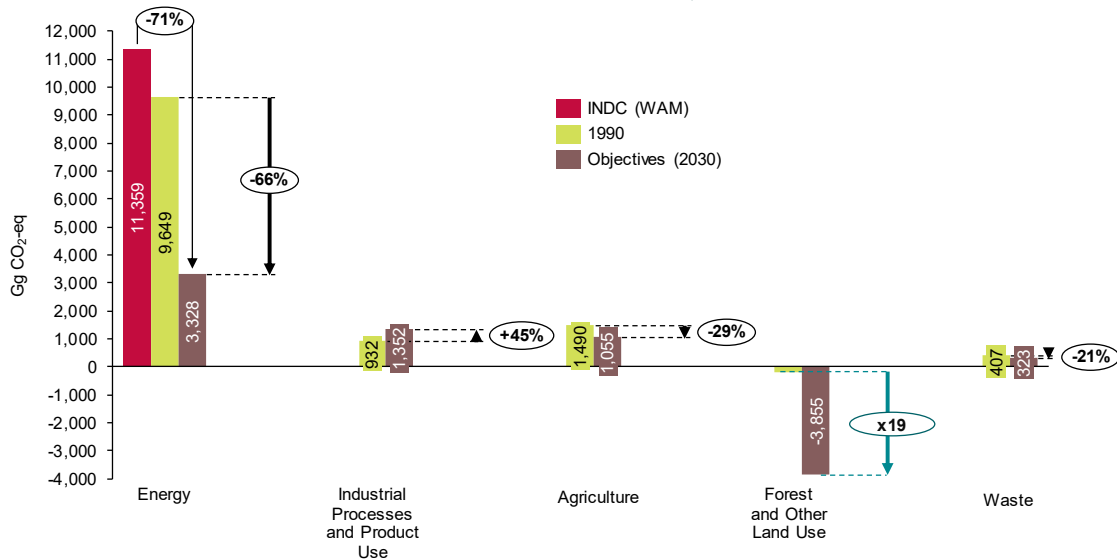 12,000
11,000
10,000
9,000
8,000
7,000
6,000
5,000
4,000
3,000
2,000
1,000
0
-1,000
-2,000
-3,000
-4,000
Gg CO₂-eq
-71%
11,359
9,649
3,328
-66%
INDC (WAM)
1990
Objectives (2030)
932
1,352
+45%
1,490
1,055
-29%
-3,855
x19
407
323
-21%
Energy
Industrial
Processes
and Product
Use
Agriculture
Forest
and Other
Land Use
Waste